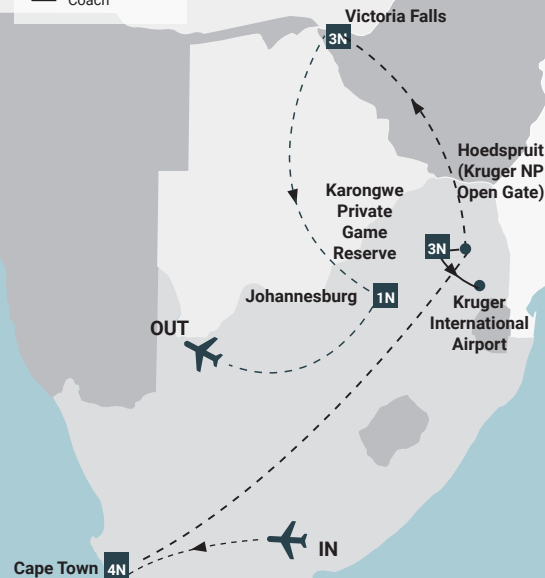 Coach
Victoria Falls
3N
Hoedspruit
(Kruger NP
Open Gate)
Karongwe
Private
Game
Reserve
3N
Johannesburg
1N
Kruger
International
Airport
OUT
IN
Cape Town
4N